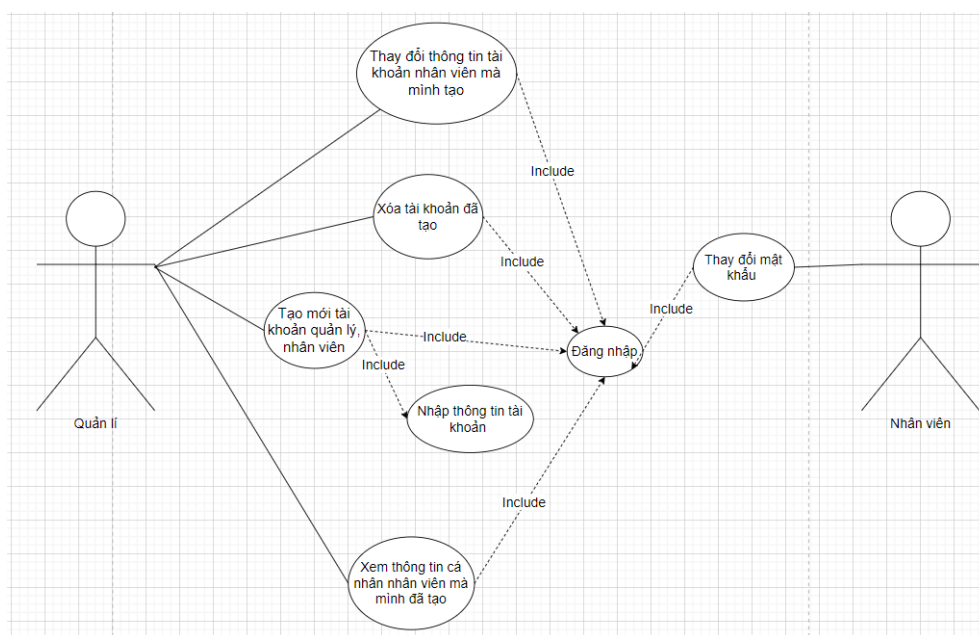 Thay đổi thông tin tài
khoản nhân viên mà
mình tạo
Include
Xóa tài khoản đã
tạo
Include
Thay đổi mật
khẩu
Tạo mới tài
khoản quản lý,
nhân viên
Include
Include
Đăng nhập
Include
Nhập thông tin tài
khoản
Quản lí
Nhân viên
Include
Xem thông tin cá
nhân nhân viên mà
mình đã tạo